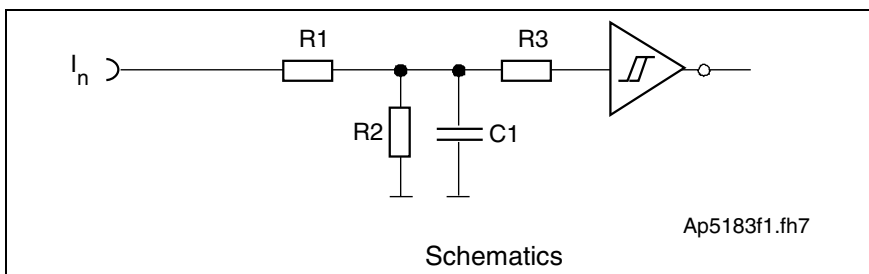 R1
R3
In
R2
C1
Ap5183f1.fh7
Schematics